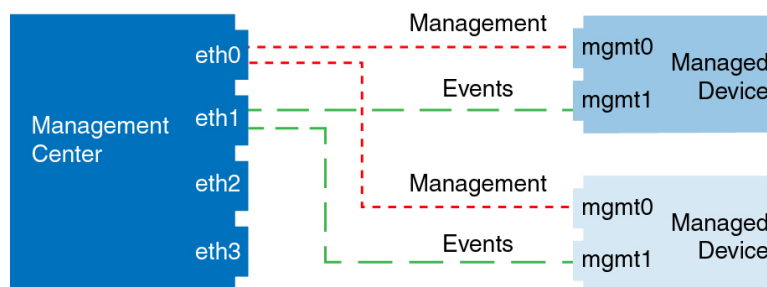 Management
eth0
mgmt0
Managed
Device
Events
mgmt1
eth1
Management
Center
eth2
Management
mgmt0
Managed
Device
eth3
Events
mgmt1